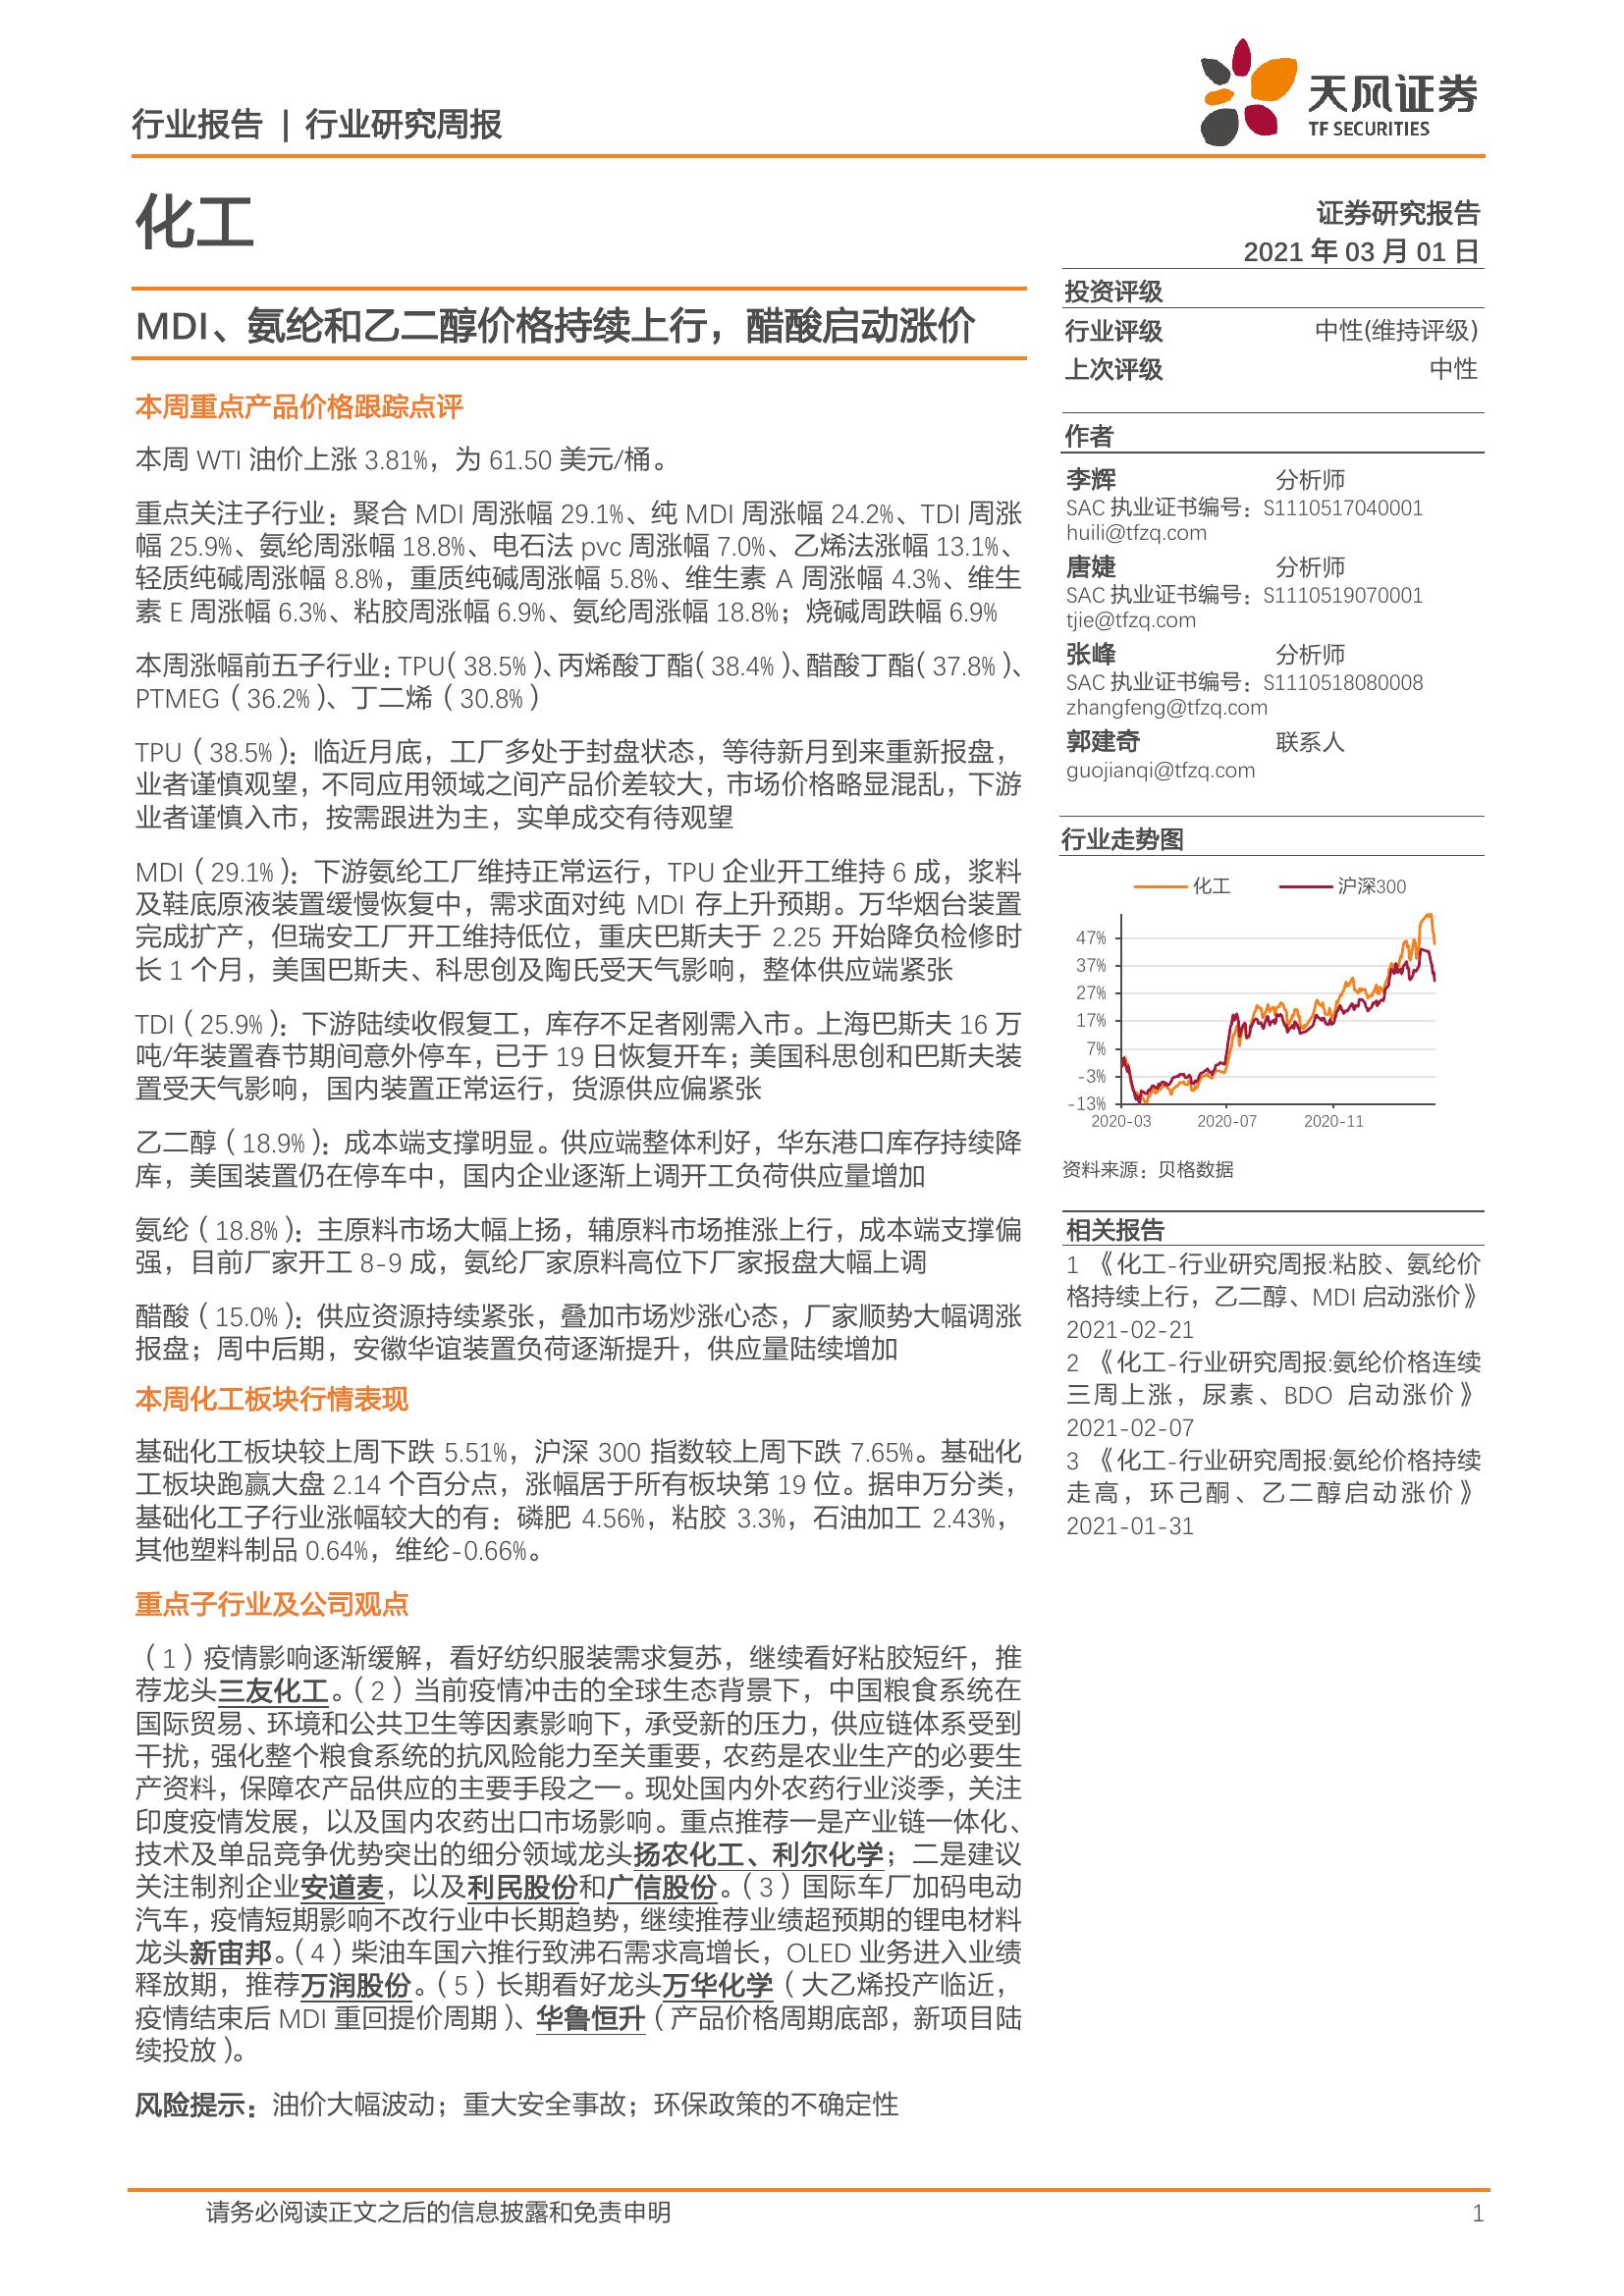 行业报告 | 行业研究周报
天风证券
TF SECURITIES
化工
证券研究报告
2021 年 03 月 01 日
MDI、氨纶和乙二醇价格持续上行，醋酸启动涨价
本周重点产品价格跟踪点评
本周 WTI 油价上涨 3.81%，为 61.50 美元/桶。
重点关注子行业：聚合 MDI 周涨幅 29.1%、纯 MDI 周涨幅 24.2%、TDI 周涨
幅 25.9%、氨纶周涨幅 18.8%、电石法 pvc 周涨幅 7.0%、乙烯法涨幅 13.1%、
轻质纯碱周涨幅 8.8%，重质纯碱周涨幅 5.8%、维生素 A 周涨幅 4.3%、维生
素 E 周涨幅 6.3%、粘胶周涨幅 6.9%、氨纶周涨幅 18.8%；烧碱周跌幅 6.9%
本周涨幅前五子行业：TPU（38.5%）、丙烯酸丁酯（38.4%）、醋酸丁酯（37.8%）、
PTMEG（36.2%）、丁二烯（30.8%）
TPU（38.5%）：临近月底，工厂多处于封盘状态，等待新月到来重新报盘，
业者谨慎观望，不同应用领域之间产品价差较大，市场价格略显混乱，下游
业者谨慎入市，按需跟进为主，实单成交有待观望
MDI（29.1%）：下游氨纶工厂维持正常运行，TPU 企业开工维持 6 成，浆料
及鞋底原液装置缓慢恢复中，需求面对纯 MDI 存上升预期。万华烟台装置
完成扩产，但瑞安工厂开工维持低位，重庆巴斯夫于 2.25 开始降负检修时
长 1 个月，美国巴斯夫、科思创及陶氏受天气影响，整体供应端紧张
TDI（25.9%）：下游陆续收假复工，库存不足者刚需入市。上海巴斯夫 16 万
吨/年装置春节期间意外停车，已于 19 日恢复开车；美国科思创和巴斯夫装
置受天气影响，国内装置正常运行，货源供应偏紧张
乙二醇（18.9%）：成本端支撑明显。供应端整体利好，华东港口库存持续降
库，美国装置仍在停车中，国内企业逐渐上调开工负荷供应量增加
氨纶（18.8%）：主原料市场大幅上扬，辅原料市场推涨上行，成本端支撑偏
强，目前厂家开工 8-9 成，氨纶厂家原料高位下厂家报盘大幅上调
醋酸（15.0%）：供应资源持续紧张，叠加市场炒涨心态，厂家顺势大幅调涨
报盘；周中后期，安徽华谊装置负荷逐渐提升，供应量陆续增加
本周化工板块行情表现
基础化工板块较上周下跌 5.51%，沪深 300 指数较上周下跌 7.65%。基础化
工板块跑赢大盘 2.14 个百分点，涨幅居于所有板块第 19 位。据申万分类，
基础化工子行业涨幅较大的有：磷肥 4.56%，粘胶 3.3%，石油加工 2.43%，
其他塑料制品 0.64%，维纶-0.66%。
重点子行业及公司观点
（1）疫情影响逐渐缓解，看好纺织服装需求复苏，继续看好粘胶短纤，推
荐龙头三友化工。（2）当前疫情冲击的全球生态背景下，中国粮食系统在
国际贸易、环境和公共卫生等因素影响下，承受新的压力，供应链体系受到
干扰，强化整个粮食系统的抗风险能力至关重要，农药是农业生产的必要生
产资料，保障农产品供应的主要手段之一。现处国内外农药行业淡季，关注
印度疫情发展，以及国内农药出口市场影响。重点推荐一是产业链一体化、
技术及单品竞争优势突出的细分领域龙头扬农化工、利尔化学；二是建议
关注制剂企业安道麦，以及利民股份和广信股份。（3）国际车厂加码电动
汽车，疫情短期影响不改行业中长期趋势，继续推荐业绩超预期的锂电材料
龙头新宙邦。（4）柴油车国六推行致沸石需求高增长，OLED 业务进入业绩
释放期，推荐万润股份。（5）长期看好龙头万华化学（大乙烯投产临近，
疫情结束后 MDI 重回提价周期）、华鲁恒升（产品价格周期底部，新项目陆
续投放）。
风险提示：油价大幅波动；重大安全事故；环保政策的不确定性
投资评级
行业评级 中性(维持评级)
上次评级 中性
作者
李辉 分析师
SAC 执业证书编号：S1110517040001
huili@tfzq.com
唐婕 分析师
SAC 执业证书编号：S1110519070001
tjie@tfzq.com
张峰 分析师
SAC 执业证书编号：S1110518080008
zhangfeng@tfzq.com
郭建奇 联系人
guojianqi@tfzq.com
行业走势图
化工 沪深300
47%
37%
27%
17%
7%
-3%
-13%
2020-03 2020-07 2020-11
资料来源：贝格数据
相关报告
1 《化工-行业研究周报:粘胶、氨纶价
格持续上行，乙二醇、MDI 启动涨价》
2021-02-21
2 《化工-行业研究周报:氨纶价格连续
三周上涨，尿素、BDO 启动涨价》
2021-02-07
3 《化工-行业研究周报:氨纶价格持续
走高，环己酮、乙二醇启动涨价》
2021-01-31
请务必阅读正文之后的信息披露和免责申明 1